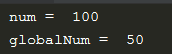 num =  100
globalNum =  50